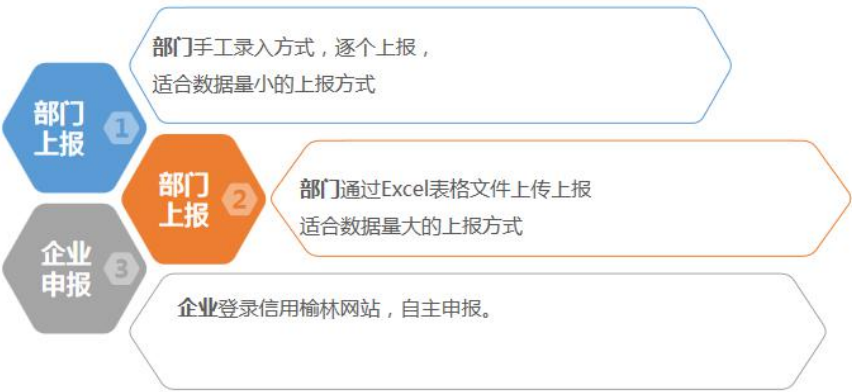 部门手工录入方式，逐个上报，
适合数据量小的上报方式
部门
上报
1
部门
上报
2
部门通过Excel表格文件上传上报
适合数据量大的上报方式
企业
申报
3
企业登录信用榆林网站，自主申报。